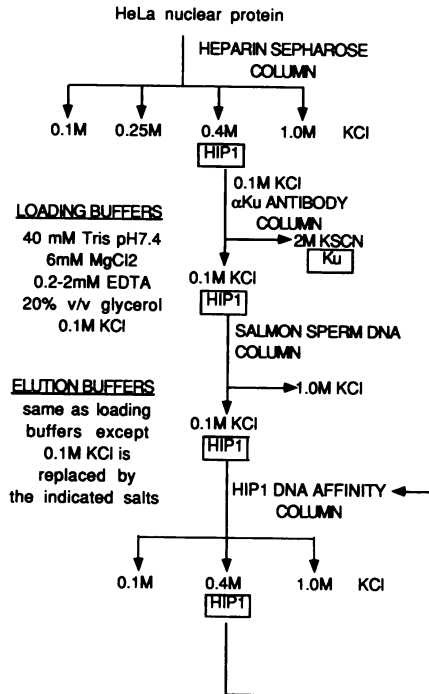 HeLa nuclear protein
HEPARIN SEPHAROSE
COLUMN
0.1M 0.25M 0.4M 1.0M KCl
HIP1
0.1M KCl
αKu ANTIBODY
COLUMN
2M KSCN
Ku
LOADING BUFFERS
40 mM Tris pH7.4
6mM MgCl2
0.2-2mM EDTA
20% v/v glycerol
0.1M KCl
0.1M KCl
HIP1
SALMON SPERM DNA
COLUMN
1.0M KCl
ELUTION BUFFERS
same as loading
buffers except
0.1M KCl is
replaced by
the indicated salts
0.1M KCl
HIP1
HIP1 DNA AFFINITY
COLUMN
0.1M 0.4M 1.0M KCl
HIP1